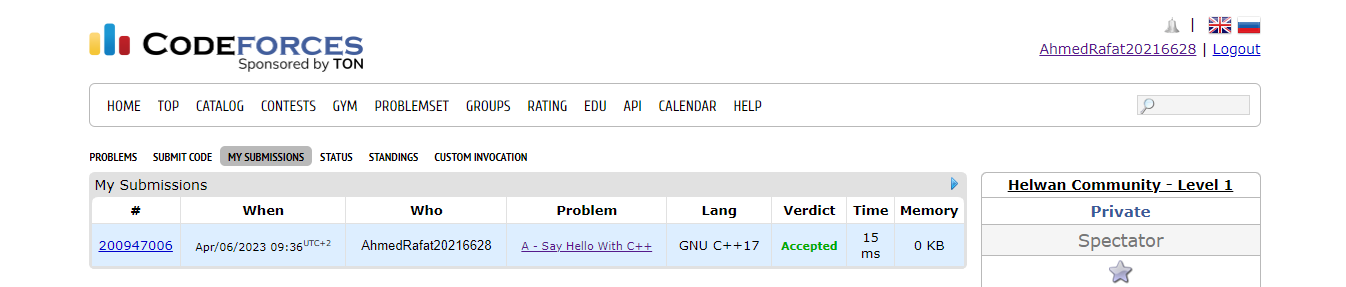 CODEFORCES
Sponsored by TON
|
AhmedRafat20216628 | Logout
HOME TOP CATALOG CONTESTS GYM PROBLEMSET GROUPS RATING EDU API CALENDAR HELP
PROBLEMS SUBMIT CODE MY SUBMISSIONS STATUS STANDINGS CUSTOM INVOCATION
My Submissions
# When Who Problem Lang Verdict Time Memory
200947006 Apr/06/2023 09:36 UTC+2 AhmedRafat20216628 A - Say Hello With C++ GNU C++17 Accepted 15 ms 0 KB
Helwan Community - Level 1
Private
Spectator